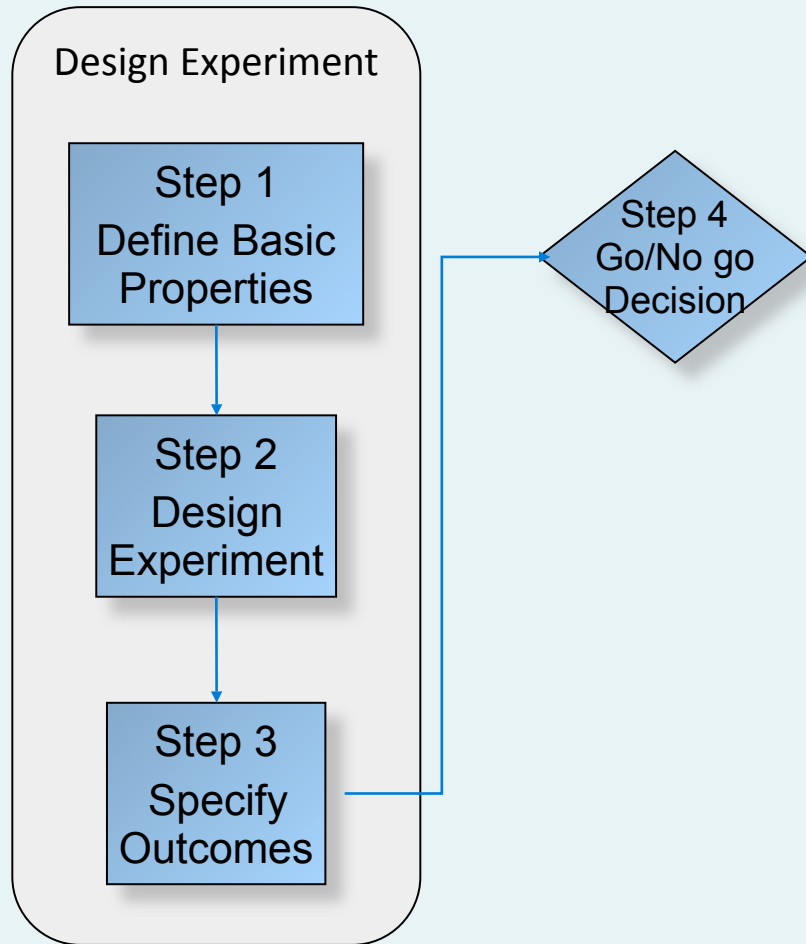 Design Experiment
Step 1
Define Basic
Properties
Step 2
Design
Experiment
Step 3
Specify
Outcomes
Step 4
Go/No go
Decision